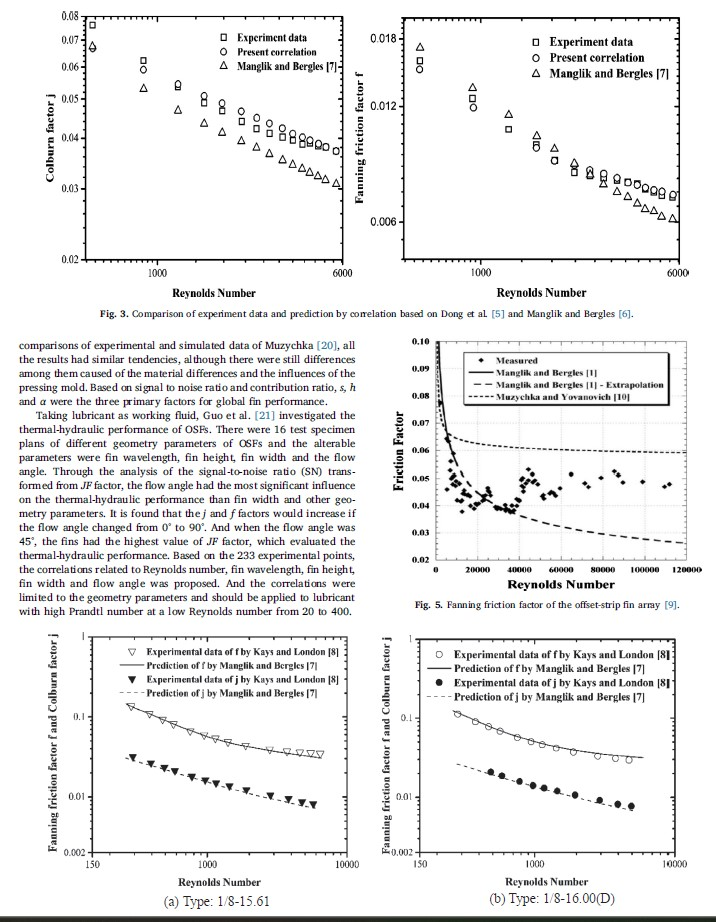 0.08
0.07
0.06
0.05
0.04
0.03
0.02
Colburn factor j
Experiment data
Present correlation
Manglik and Bergles [7]
1000
6000
Reynolds Number
0.018
0.012
0.006
Fanning friction factor f
Experiment data
Present correlation
Manglik and Bergles [7]
1000
6000
Reynolds Number
Fig. 3. Comparison of experiment data and prediction by correlation based on Dong et al. [5] and Manglik and Bergles [6].
comparisons of experimental and simulated data of Muzychka [20], all
the results had similar tendencies, although there were still differences
among them caused of the material differences and the influences of the
pressing mold. Based on signal to noise ratio and contribution ratio, s, h
and α were the three primary factors for global fin performance.
Taking lubricant as working fluid, Guo et al. [21] investigated the
thermal-hydraulic performance of OSFs. There were 16 test specimen
plans of different geometry parameters of OSFs and the alterable
parameters were fin wavelength, fin height, fin width and the flow
angle. Through the analysis of the signal-to-noise ratio (SN) trans-
formed from JF factor, the flow angle had the most significant influence
on the thermal-hydraulic performance than fin width and other geo-
metry parameters. It is found that the j and f factors would increase if
the flow angle changed from 0° to 90°. And when the flow angle was
45°, the fins had the highest value of JF factor, which evaluated the
thermal-hydraulic performance. Based on the 233 experimental points,
the correlations related to Reynolds number, fin wavelength, fin height,
fin width and flow angle was proposed. And the correlations were
limited to the geometry parameters and should be applied to lubricant
with high Prandtl number at a low Reynolds number from 20 to 400.
0.10
0.09
0.08
0.07
0.06
0.05
0.04
0.03
0.02
Friction Factor
Measured
Manglik and Bergles [1]
Manglik and Bergles [1] - Extrapolation
Muzychka and Yovanovich [10]
0
20000
40000
60000
80000
100000
120000
Reynolds Number
Fig. 5. Fanning friction factor of the offset-strip fin array [9].
1
0.1
0.01
0.002
Fanning friction factor f and Colburn factor j
Experimental data of f by Kays and London [8]
Prediction of f by Manglik and Bergles [7]
Experimental data of j by Kays and London [8]
Prediction of j by Manglik and Bergles [7]
150
1000
10000
Reynolds Number
(a) Type: 1/8-15.61
1
0.1
0.01
0.002
Fanning friction factor f and Colburn factor j
Experimental data of f by Kays and London [8]
Prediction of f by Manglik and Bergles [7]
Experimental data of j by Kays and London [8]
Prediction of j by Manglik and Bergles [7]
150
1000
10000
Reynolds Number
(b) Type: 1/8-16.00(D)